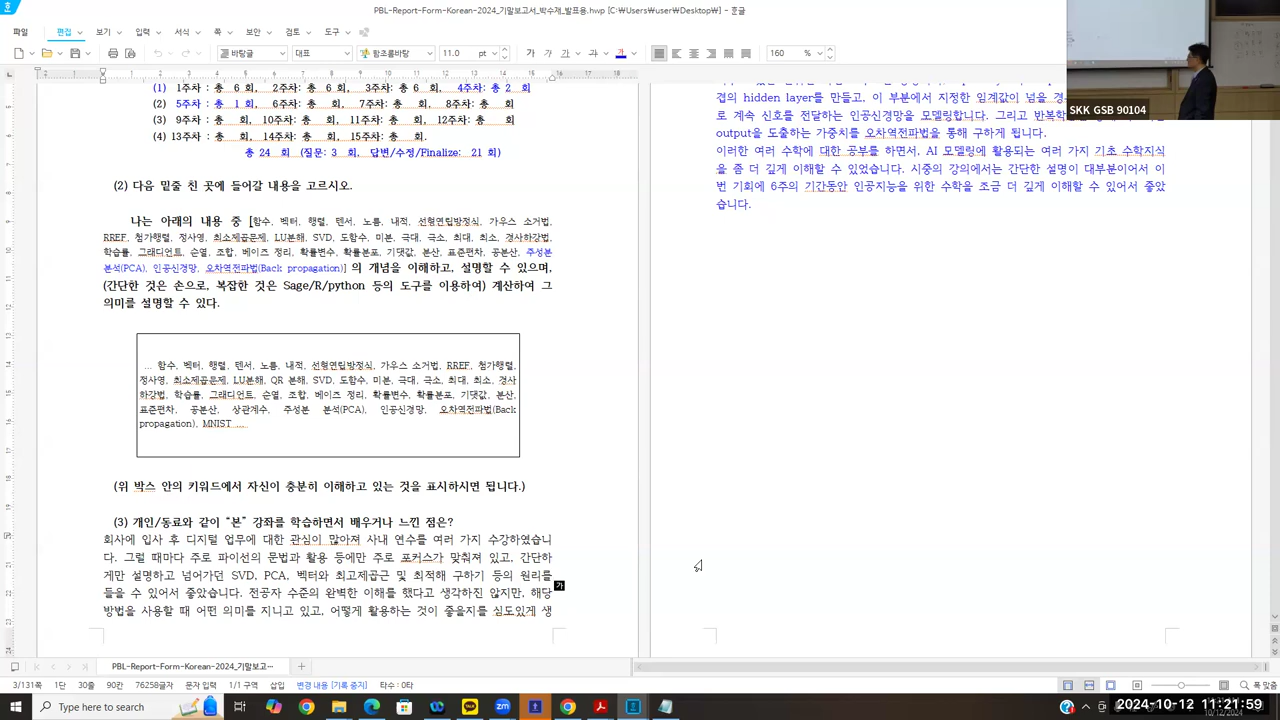 PBL-Report-Form-Korean-2024_기말보고서_박수재_발표용.hwp [C:₩Users₩user₩Desktop₩] - 한글
파일 편집 보기 입력 서식 쪽 보안 검토 도구
바탕글 대표 함초롬바탕 11.0 pt 가 가 가 가 가 160 %
SKK GSB 90104
(1) 1주차 : 총 6 회, 2주차: 총 6 회, 3주차: 총 6 회, 4주차: 총 2 회
(2) 5주차: 총 1 회, 6주차: 총 회, 7주차: 총 회, 8주차: 총 회
(3) 9주차: 총 회, 10주차: 총 회, 11주차: 총 회, 12주차: 총 회
(4) 13주차: 총 회, 14주차: 총 회, 15주차: 총 회.
총 24 회 (질문: 3 회, 답변/수정/Finalize: 21 회)
(2) 다음 밑줄 친 곳에 들어갈 내용을 고르시오.
나는 아래의 내용 중 [함수, 벡터, 행렬, 텐서, 노름, 내적, 선형연립방정식, 가우스 소거법,
RREF, 첨가행렬, 정사영, 최소제곱문제, LU분해, SVD, 도함수, 미분, 극대, 극소, 최대, 최소, 경사하강법,
학습률, 그래디언트, 순열, 조합, 베이즈 정리, 확률변수, 확률분포, 기댓값, 분산, 표준편차, 공분산, 주성분
분석(PCA), 인공신경망, 오차역전파법(Back propagation)] 의 개념을 이해하고, 설명할 수 있으며,
(간단한 것은 손으로, 복잡한 것은 Sage/R/python 등의 도구를 이용하여) 계산하여 그
의미를 설명할 수 있다.
... 함수, 벡터, 행렬, 텐서, 노름, 내적, 선형연립방정식, 가우스 소거법, RREF, 첨가행렬,
정사영, 최소제곱문제, LU분해, QR 분해, SVD, 도함수, 미분, 극대, 극소, 최대, 최소, 경사
하강법, 학습률, 그래디언트, 순열, 조합, 베이즈 정리, 확률변수, 확률분포, 기댓값, 분산,
표준편차, 공분산, 상관계수, 주성분 분석(PCA), 인공신경망, 오차역전파법(Back
propagation), MNIST ...
(위 박스 안의 키워드에서 자신이 충분히 이해하고 있는 것을 표시하시면 됩니다.)
(3) 개인/동료와 같이 “본” 강좌를 학습하면서 배우거나 느낀 점은?
회사에 입사 후 디지털 업무에 대한 관심이 많아져 사내 연수를 여러 가지 수강하였습니
다. 그럴 때마다 주로 파이선의 문법과 활용 등에만 주로 포커스가 맞춰져 있고, 간단하
게만 설명하고 넘어가던 SVD, PCA, 벡터와 최고제곱근 및 최적해 구하기 등의 원리를
들을 수 있어서 좋았습니다. 전공자 수준의 완벽한 이해를 했다고 생각하진 않지만, 해당
방법을 사용할 때 어떤 의미를 지니고 있고, 어떻게 활용하는 것이 좋을지를 심도있게 생
겹의 hidden layer를 만들고, 이 부분에서 지정한 임계값이 넘을 경
로 계속 신호를 전달하는 인공신경망을 모델링합니다. 그리고 반복학
output을 도출하는 가중치를 오차역전파법을 통해 구하게 됩니다.
이러한 여러 수학에 대한 공부를 하면서, AI 모델링에 활용되는 여러 가지 기초 수학지식
을 좀 더 깊게 이해할 수 있었습니다. 시중의 강의에서는 간단한 설명이 대부분이어서 이
번 기회에 6주의 기간동안 인공지능을 위한 수학을 조금 더 깊게 이해할 수 있어서 좋았
습니다.
가
PBL-Report-Form-Korean-2024_기말보고...
3/131쪽 1단 30줄 90칸 76258글자 문자 입력 1/1 구역 삽입 변경 내용 [기록 중지] 타수 : 0타 폭 맞춤
Type here to search
2024-10-12 11:21:59